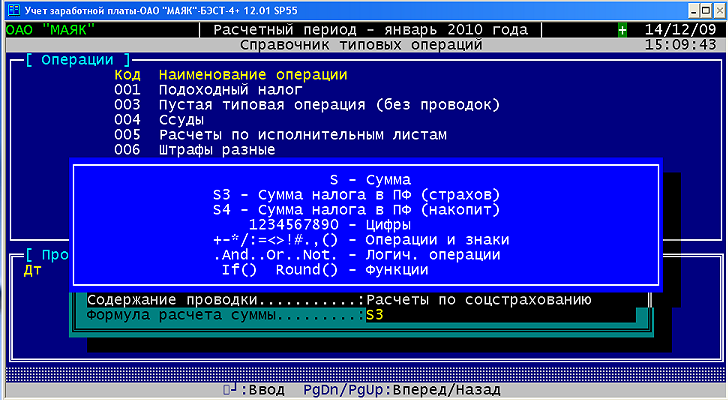 Учет заработной платы-ОАО "МАЯК"-БЭСТ-4+ 12.01 SP55
ОАО "МАЯК" | Расчетный период - январь 2010 года | + 14/12/09
Справочник типовых операций 15:09:43
[ Операции ]
Код Наименование операции
001 Подоходный налог
003 Пустая типовая операция (без проводок)
004 Ссуды
005 Расчеты по исполнительным листам
006 Штрафы разные
S - Сумма
S3 - Сумма налога в ПФ (страхов)
S4 - Сумма налога в ПФ (накопит)
1234567890 - Цифры
+-*/:=<>!#.,() - Операции и знаки
.And..Or..Not. - Логич. операции
If() Round() - Функции
[ Про
Дт
Содержание проводки...........:Расчеты по соцстрахованию
Формула расчета суммы.........:S3
┘:Ввод PgDn/PgUp:Вперед/Назад